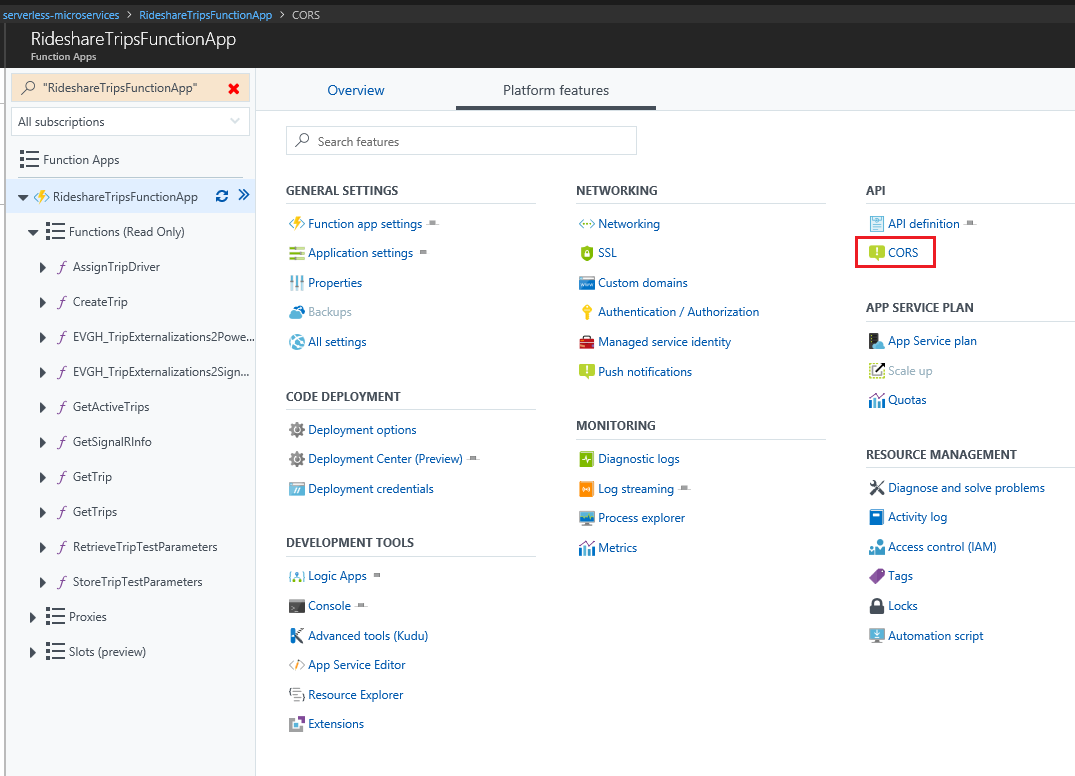 serverless-microservices > RideshareTripsFunctionApp > CORS
RideshareTripsFunctionApp
Function Apps
"RideshareTripsFunctionApp"
All subscriptions
Function Apps
RideshareTripsFunctionApp
Functions (Read Only)
AssignTripDriver
CreateTrip
EVGH_TripExternalizations2Powe...
EVGH_TripExternalizations2Sign...
GetActiveTrips
GetSignalRInfo
GetTrip
GetTrips
RetrieveTripTestParameters
StoreTripTestParameters
Proxies
Slots (preview)
Overview
Platform features
Search features
GENERAL SETTINGS
Function app settings
Application settings
Properties
Backups
All settings
CODE DEPLOYMENT
Deployment options
Deployment Center (Preview)
Deployment credentials
DEVELOPMENT TOOLS
Logic Apps
Console
Advanced tools (Kudu)
App Service Editor
Resource Explorer
Extensions
NETWORKING
Networking
SSL
Custom domains
Authentication / Authorization
Managed service identity
Push notifications
MONITORING
Diagnostic logs
Log streaming
Process explorer
Metrics
API
API definition
CORS
APP SERVICE PLAN
App Service plan
Scale up
Quotas
RESOURCE MANAGEMENT
Diagnose and solve problems
Activity log
Access control (IAM)
Tags
Locks
Automation script